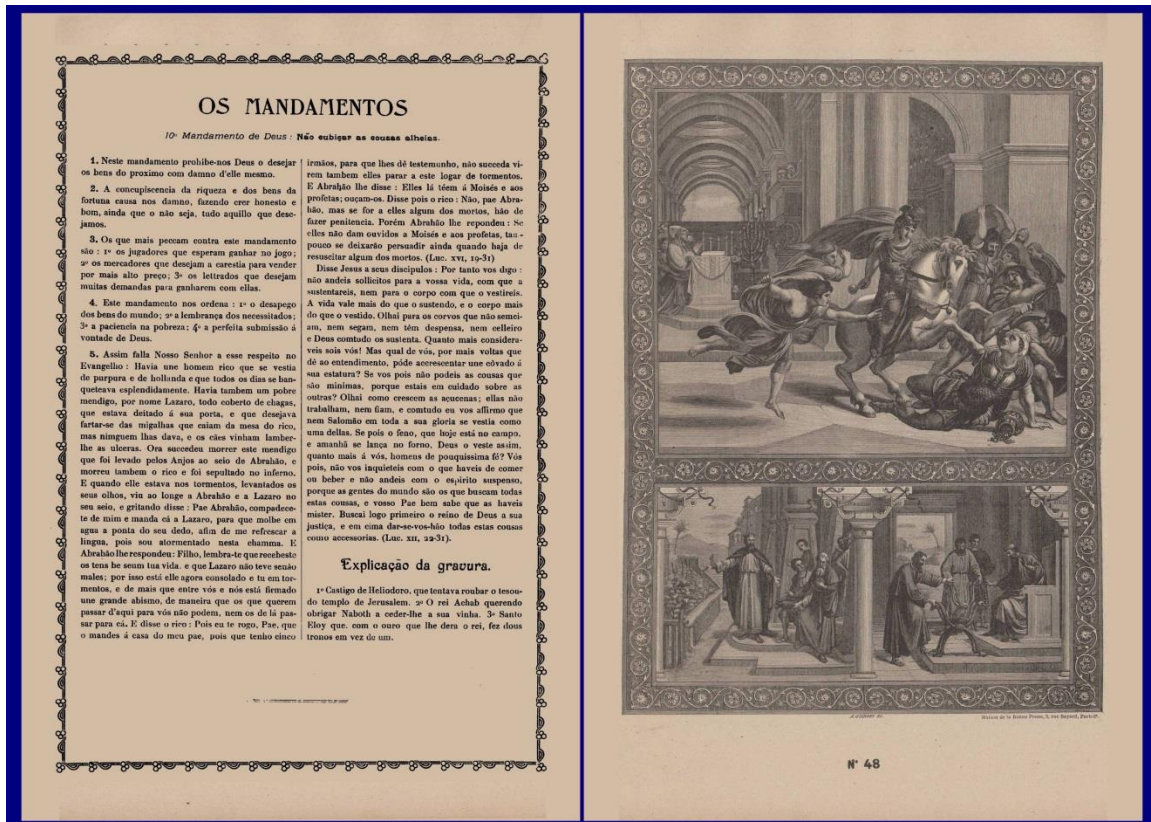 OS MANDAMENTOS
10º Mandamento de Deus : Não cubiçar as cousas alheias.
1. Neste mandamento prohibe-nos Deus o desejar
os bens do proximo com damno d'elle mesmo.
2. A concupiscencia da riqueza e dos bens da
fortuna causa nos damno, fazendo crer honesto e
bom, ainda que o não seja, tudo aquillo que dese-
jamos.
3. Os que mais peccam contra este mandamento
são : 1º os jugadores que esperam ganhar no jogo;
2º os mercadores que desejam a carestia para vender
por mais alto preço; 3º os lettrados que desejam
muitas demandas para ganharem com ellas.
4. Este mandamento nos ordena : 1º o desapego
dos bens do mundo; 2º a lembrança dos necessitados;
3º a paciencia na pobreza; 4º a perfeita submissão á
vontade de Deus.
5. Assim falla Nosso Senhor a esse respeito no
Evangelho : Havia une homem rico que se vestia
de purpura e de hollanda e que todos os dias se ban-
queteava esplendidamente. Havia tambem um pobre
mendigo, por nome Lazaro, todo coberto de chagas,
que estava deitado á sua porta, e que desejava
fartar-se das migalhas que caiam da mesa do rico,
mas ninguem lhas dava, e os cães vinham lamber-
lhe as ulceras. Ora succedeu morrer este mendigo
que foi levado pelos Anjos ao seio de Abrahão, e
morreu tambem o rico e foi sepultado no inferno.
E quando elle estava nos tormentos, levantados os
seus olhos, viu ao longe a Abrahão e a Lazaro no
seu seio, e gritando disse : Pae Abrahão, compadece-
te de mim e manda cá a Lazaro, para que molhe em
agua a ponta do seu dedo, afim de me refrescar a
lingua, pois sou atormentado nesta chamma. E
Abrahão lhe respondeu : Filho, lembra-te que recebeste
os tens be seum tua vida. e que Lazaro não teve senão
males; por isso está elle agora consolado e tu em tor-
mentos, e de mais que entre vós e nós está firmado
une grande abismo, de maneira que os que querem
passar d'aqui para vós não podem, nem os de lá pas-
sar para cá. E disse o rico : Pois eu te rogo, Pae, que
o mandes á casa do meu pae, pois que tenho cinco
irmãos, para que lhes dê testemunho, não succeda vi-
rem tambem elles parar a este logar de tormentos.
E Abrahão lhe disse : Elles lá téem á Moisés e aos
profetas; ouçam-os. Disse pois o rico : Não, pae Abra-
hão, mas se for a elles algum dos mortos, hão de
fazer penitencia. Porém Abrahão lhe repondeu : Se
elles não dam ouvidos a Moisés e aos profetas, tam-
pouco se deixarão persuadir ainda quando haja de
resuscitar algum dos mortos. (Luc. XVI, 19-31)
Disse Jesus a seus discipulos : Por tanto vos digo :
não andeis sollicitos para a vossa vida, com que a
sustentareis, nem para o corpo com que o vestireis.
A vida vale mais do que o sustendo, e o corpo mais
do que o vestido. Olhai para os corvos que não semei-
am, nem segam, nem têm despensa, nem celleiro
e Deus comtudo os sustenta. Quanto mais considera-
veis sois vós! Mas qual de vós, por mais voltas que
dê ao entendimento, póde acerescentar une côvado á
sua estatura? Se vos pois não podeis as cousas que
são minimas, porque estais em cuidado sobre as
outras? Olhai como crescem as açucenas; ellas não
trabalham, nem fiam, e comtudo eu vos affirmo que
nem Salomão em toda a sua gloria se vestia como
uma dellas. Se pois o feno, que hoje está no campo,
e amanhã se lança no forno, Deus o veste assim,
quanto mais á vós, homens de pouquissima fé? Vós
pois, não vos inquieteis com o que haveis de comer
ou beber e não andeis com o espirito suspenso,
porque as gentes do mundo são os que buscam todas
estas cousas, e vosso Pae bem sabe que as haveis
mister. Buscai logo primeiro o reino de Deus a sua
justiça, e em cima dar-se-vos-hão todas estas cousas
como accessorias. (Luc. XII, 22-31).
Explicação da gravura.
1º Castigo de Heliodoro, que tentava roubar o tesou-
do templo de Jerusalem. 2º O rei Achab querendo
obrigar Naboth a ceder-lhe a sua vinha. 3º Santo
Eloy que, com o ouro que lhe dera o rei, fez dous
tronos em vez de um.
Maison de la Bonne Presse, 5, rue Bayard, Paris-8e.
Nº 48